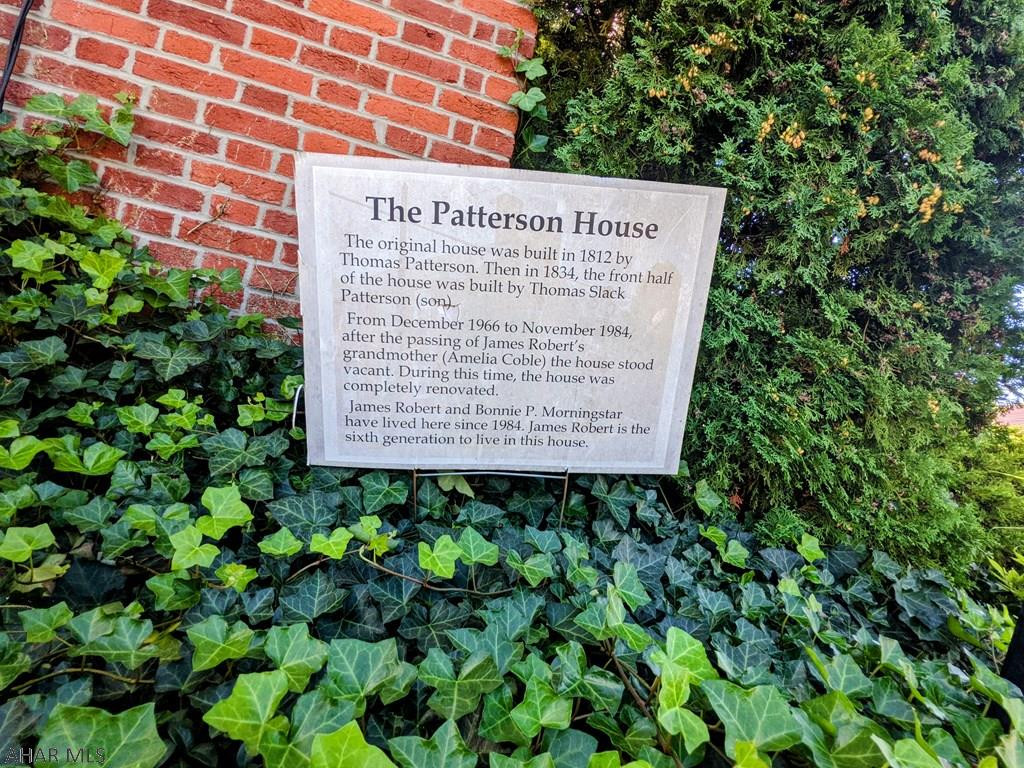 The Patterson House
The original house was built in 1812 by
Thomas Patterson. Then in 1834, the front half
of the house was built by Thomas Slack
Patterson (son).
From December 1966 to November 1984,
after the passing of James Robert's
grandmother (Amelia Coble) the house stood
vacant. During this time, the house was
completely renovated.
James Robert and Bonnie P. Morningstar
have lived here since 1984. James Robert is the
sixth generation to live in this house.
AHAR MLS